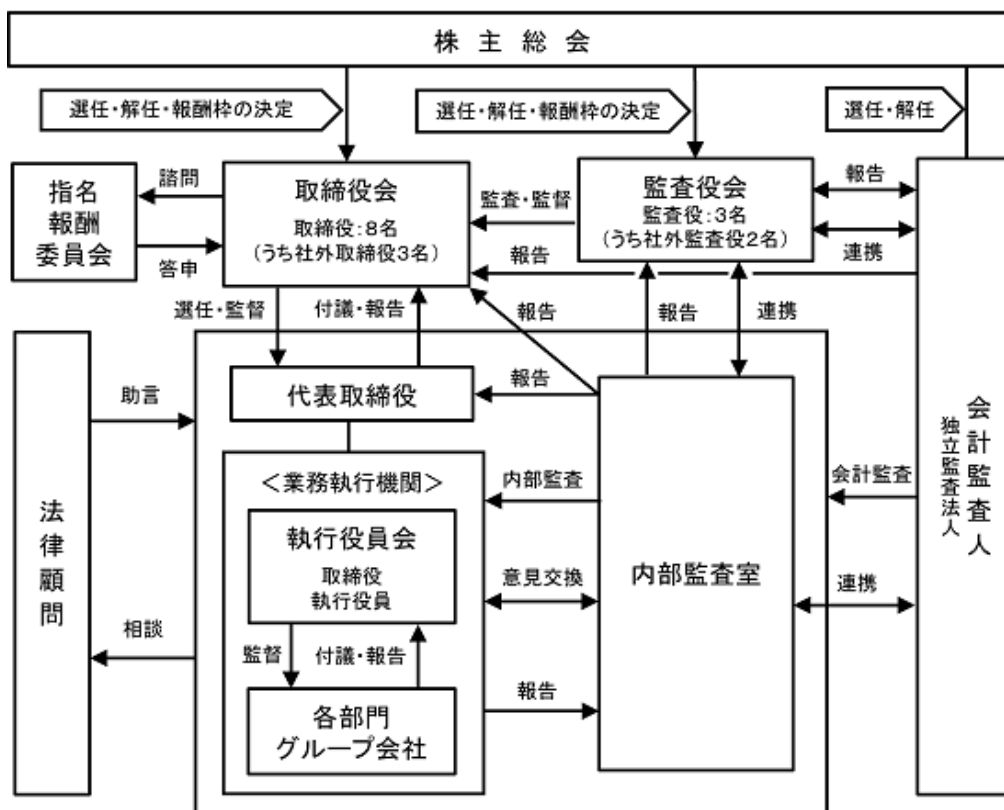 株主総会
選任・解任・報酬枠の決定
選任・解任・報酬枠の決定
選任・解任
指名
報酬
委員会
諮問
答申
取締役会
取締役:8名
(うち社外取締役3名)
監査・監督
監査役会
監査役:3名
(うち社外監査役2名)
報告
連携
報告
選任・監督
付議・報告
報告
報告
連携
代表取締役
報告
法律顧問
助言
相談
<業務執行機関>
執行役員会
取締役
執行役員
監督
付議・報告
各部門
グループ会社
内部監査
意見交換
報告
内部監査室
会計監査
連携
会計監査人
独立監査法人